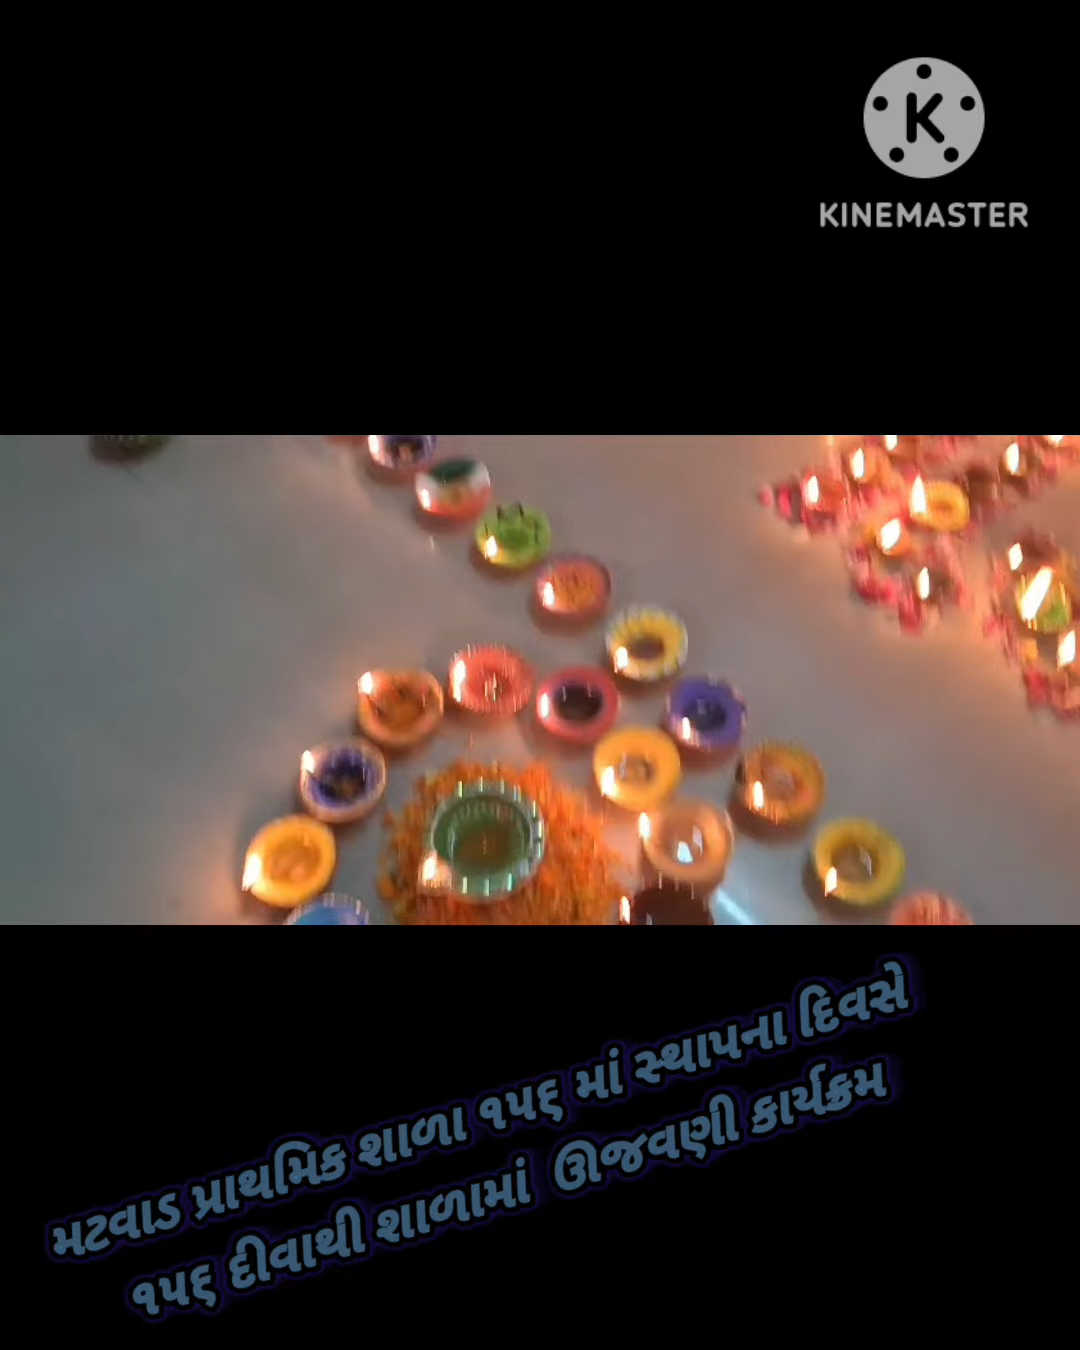 KINEMASTER
મટવાડ પ્રાથમિક શાળા ૧૫૬ માં સ્થાપના દિવસે
૧૫૬ દીવાથી શાળામાં ઊજવણી કાર્યક્રમ